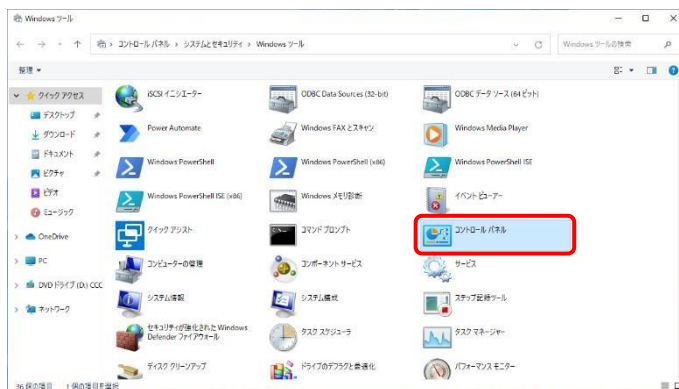 Windows ツール
コントロール パネル › システムとセキュリティ › Windows ツール
Windows ツールの検索
整理
クイック アクセス
デスクトップ
ダウンロード
ドキュメント
ピクチャ
ビデオ
ミュージック
OneDrive
PC
DVD ドライブ (D:) CCC
ネットワーク
iSCSI イニシエーター
ODBC Data Sources (32-bit)
ODBC データ ソース (64 ビット)
Power Automate
Windows FAX とスキャン
Windows Media Player
Windows PowerShell
Windows PowerShell (x86)
Windows PowerShell ISE
Windows PowerShell ISE (x86)
Windows メモリ診断
イベント ビューアー
クイック アシスト
コマンド プロンプト
コントロール パネル
コンピューターの管理
コンポーネント サービス
サービス
システム情報
システム構成
ステップ記録ツール
セキュリティが強化された Windows
Defender ファイアウォール
タスク スケジューラ
タスク マネージャー
ディスク クリーンアップ
ドライブのデフラグと最適化
パフォーマンス モニター
36 個の項目 1 個の項目を選択